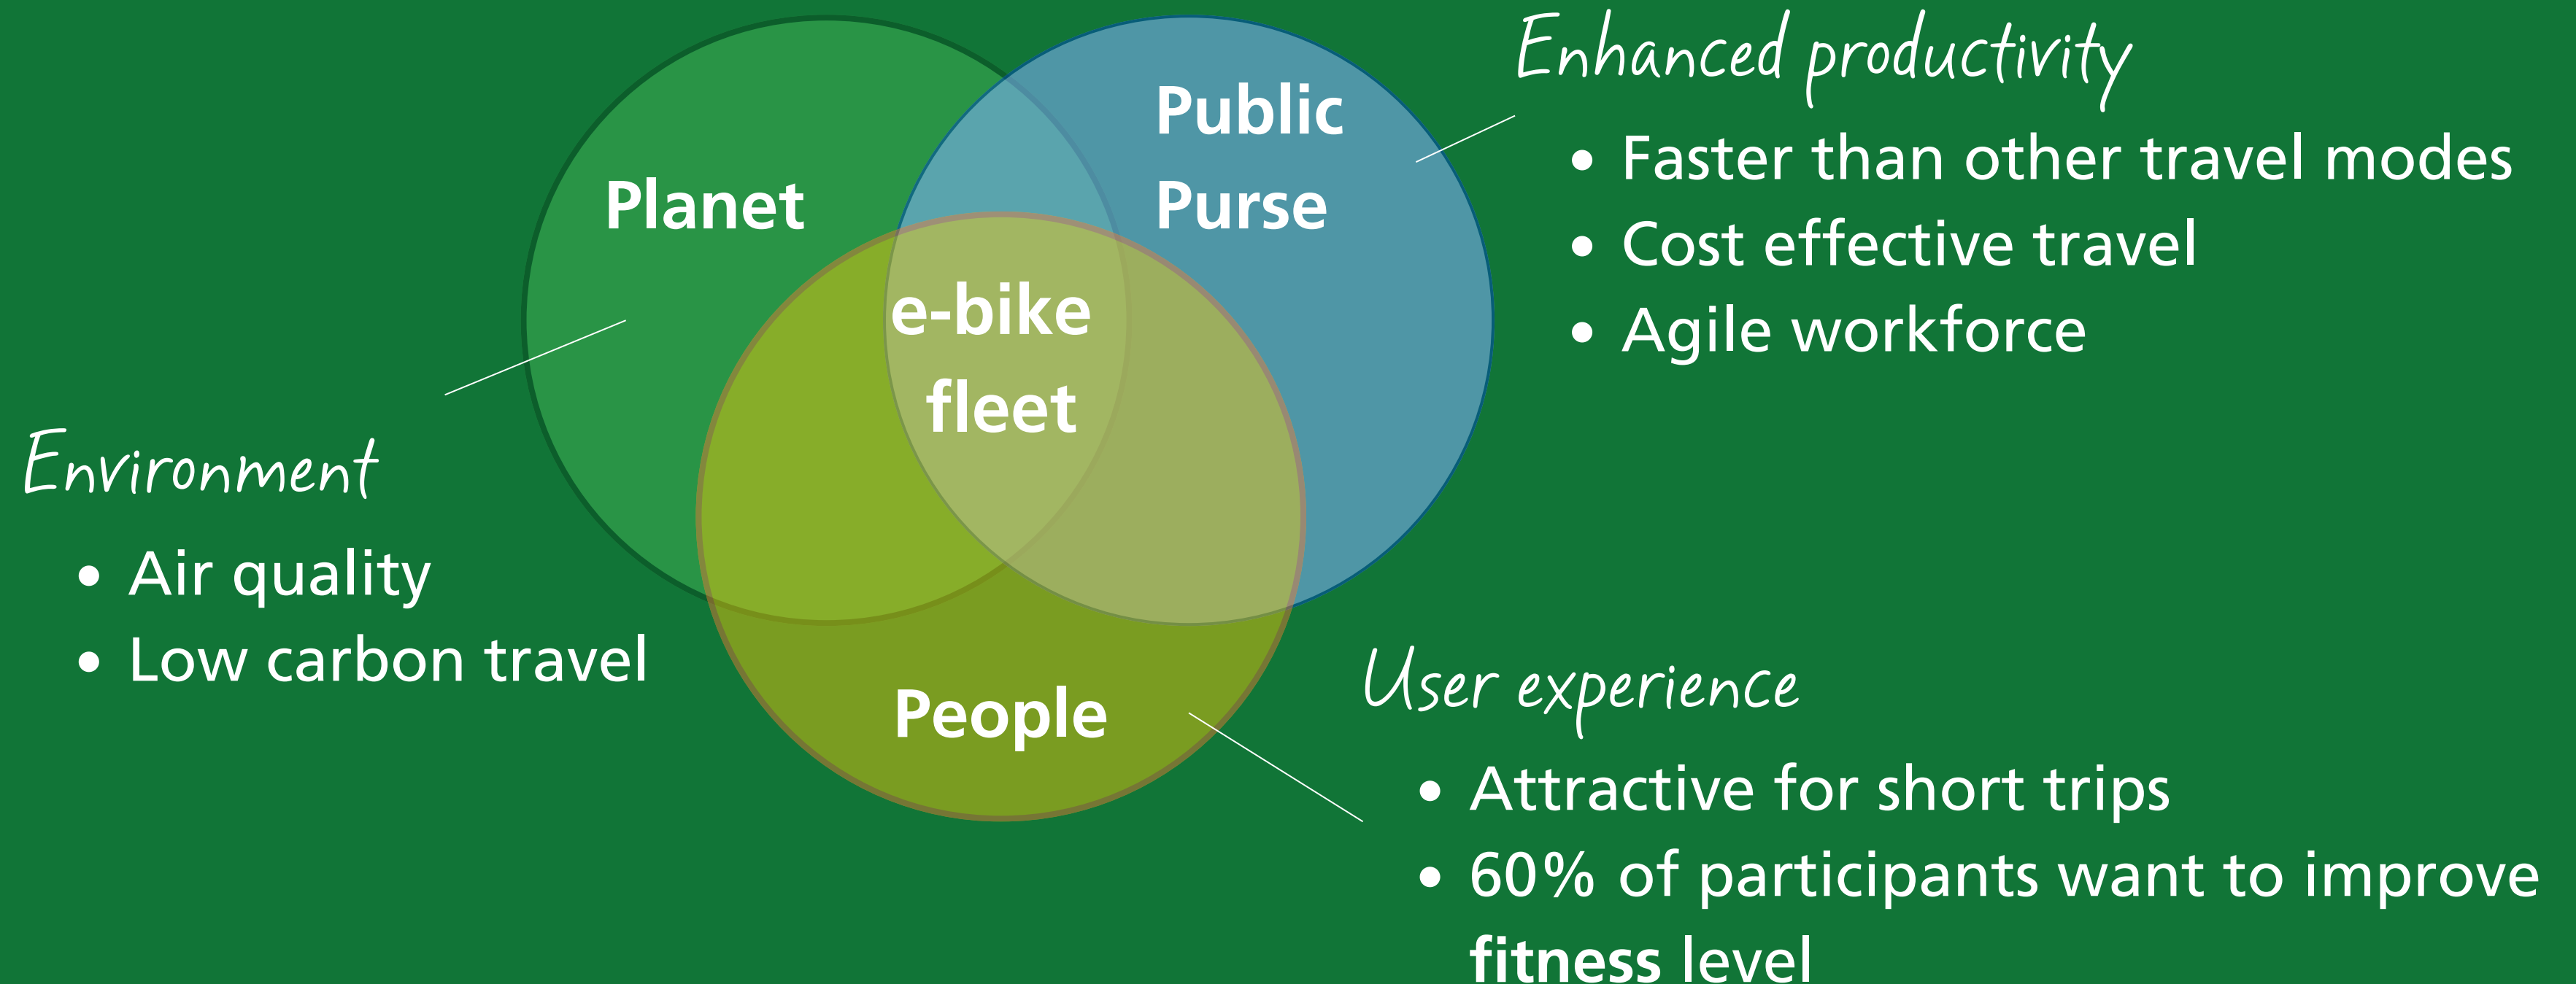 Planet
Public
Purse
e-bike
fleet
People
Enhanced productivity
• Faster than other travel modes
• Cost effective travel
• Agile workforce
Environment
• Air quality
• Low carbon travel
User experience
• Attractive for short trips
• 60% of participants want to improve
fitness level